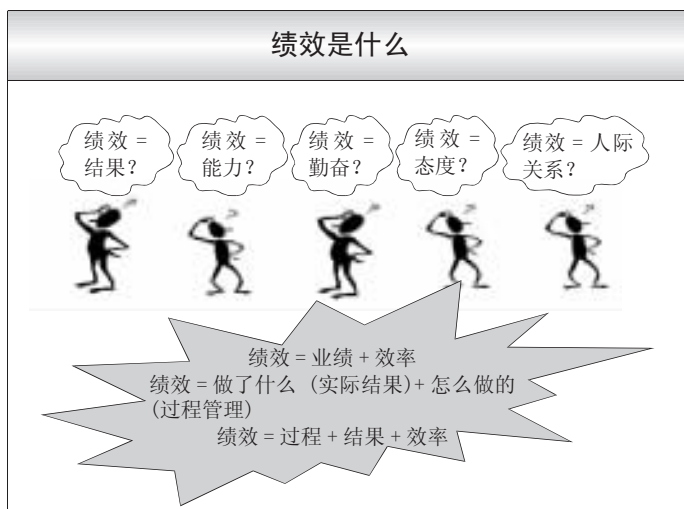 绩效是什么
绩效 =
结果？
绩效 =
能力？
绩效 =
勤奋？
绩效 =
态度？
绩效 = 人际
关系？
绩效 = 业绩 + 效率
绩效 = 做了什么 (实际结果) + 怎么做的
(过程管理)
绩效 = 过程 + 结果 + 效率